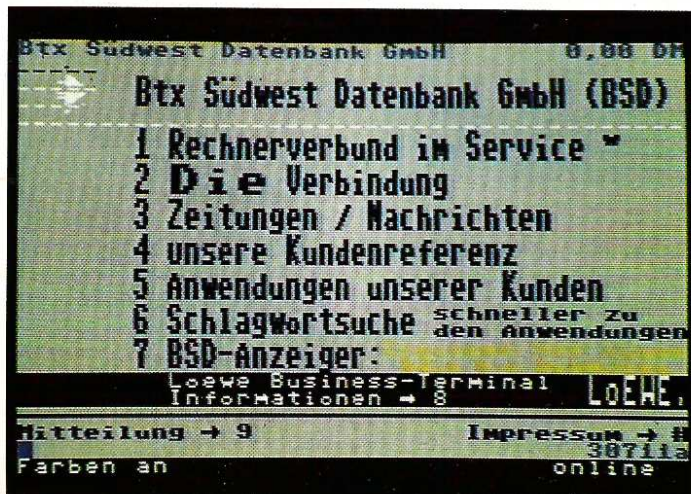 Btx Südwest Datenbank GmbH 0,00 DM
Btx Südwest Datenbank GmbH (BSD)
1 Rechnerverbund im Service *
2 Die Verbindung
3 Zeitungen / Nachrichten
4 unsere Kundenreferenz
5 Anwendungen unserer Kunden
6 Schlagwortsuche schneller zu
den Anwendungen
7 BSD-Anzeiger:
Loewe Business-Terminal
Informationen → 8 LOEWE.
Mitteilung → 9 Impressum → #
Farben an online